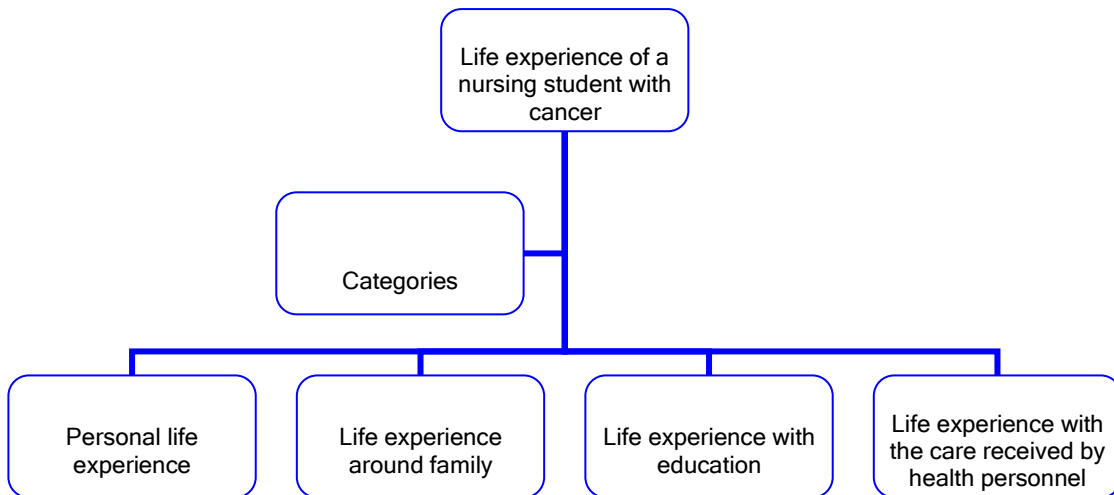 Life experience of a
nursing student with
cancer
Categories
Personal life
experience
Life experience
around family
Life experience with
education
Life experience with
the care received by
health personnel